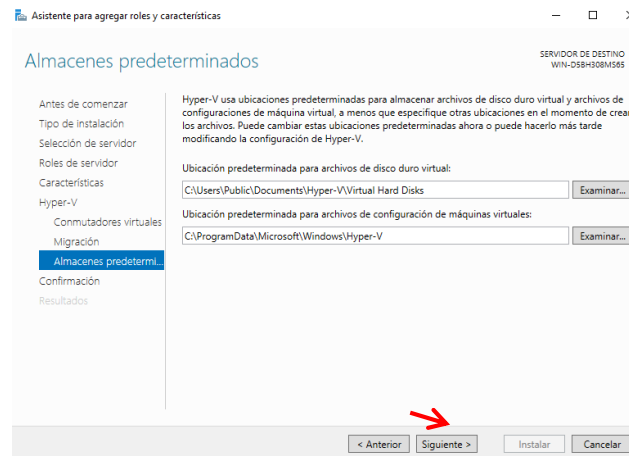 Asistente para agregar roles y características
Almacenes predeterminados
SERVIDOR DE DESTINO
WIN-D5BH308MS65
Antes de comenzar
Tipo de instalación
Selección de servidor
Roles de servidor
Características
Hyper-V
Conmutadores virtuales
Migración
Almacenes predetermi...
Confirmación
Resultados
Hyper-V usa ubicaciones predeterminadas para almacenar archivos de disco duro virtual y archivos de
configuraciones de máquina virtual, a menos que especifique otras ubicaciones en el momento de crear
los archivos. Puede cambiar estas ubicaciones predeterminadas ahora o puede hacerlo más tarde
modificando la configuración de Hyper-V.
Ubicación predeterminada para archivos de disco duro virtual:
C:\Users\Public\Documents\Hyper-V\Virtual Hard Disks
Examinar...
Ubicación predeterminada para archivos de configuración de máquinas virtuales:
C:\ProgramData\Microsoft\Windows\Hyper-V
Examinar...
< Anterior
Siguiente >
Instalar
Cancelar